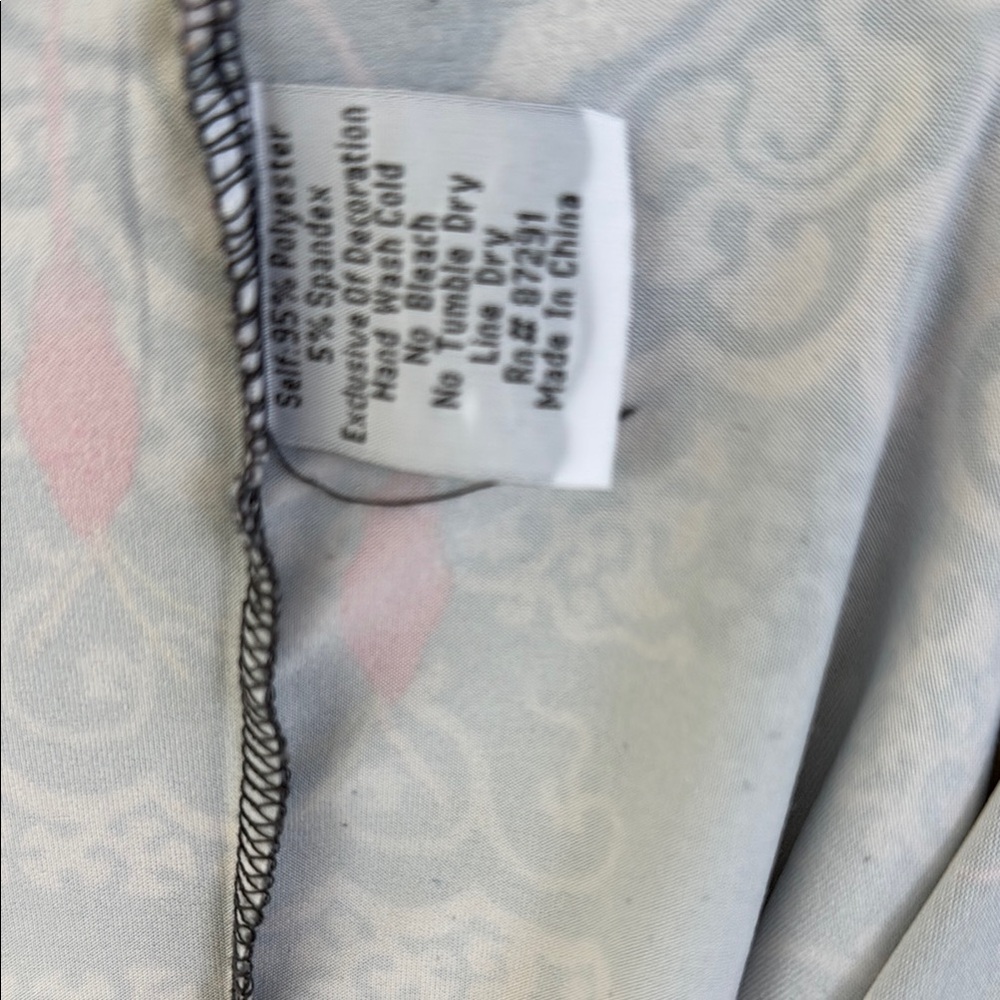 Self:95% Polyester
5% Spandex
Exclusive Of Decoration
Hand Wash Cold
No Bleach
No Tumble Dry
Line Dry
Rn# 87291
Made In China